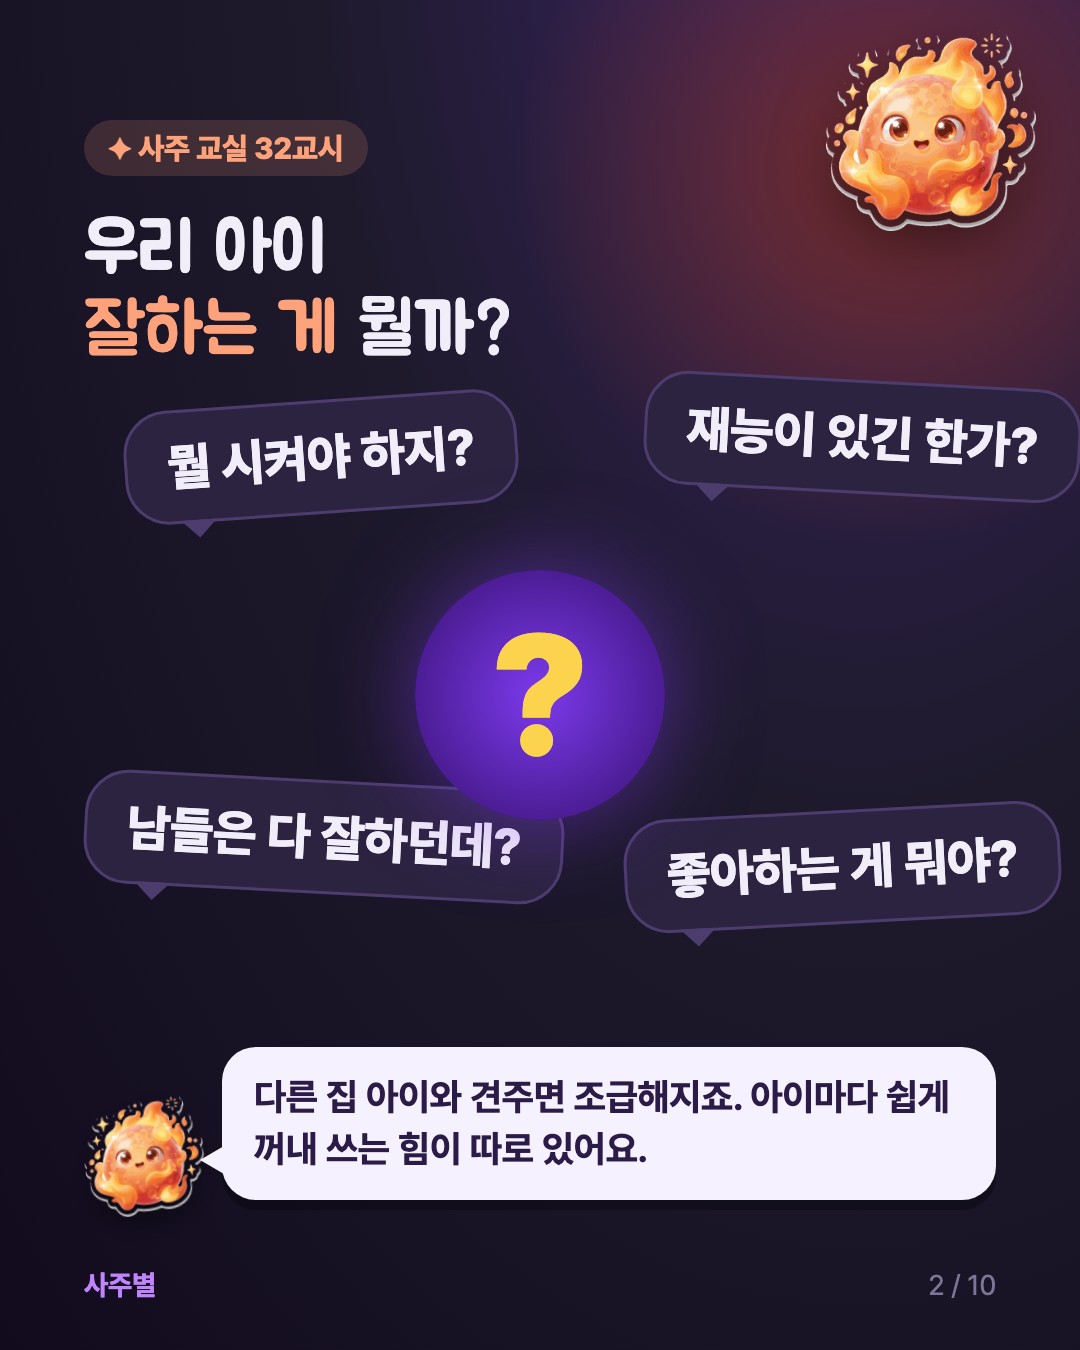 ✦ 사주 교실 32교시
우리 아이
잘하는 게 뭘까?
뭘 시켜야 하지?
재능이 있긴 한가?
?
남들은 다 잘하던데?
좋아하는 게 뭐야?
다른 집 아이와 견주면 조급해지죠. 아이마다 쉽게
꺼내 쓰는 힘이 따로 있어요.
사주별
2 / 10